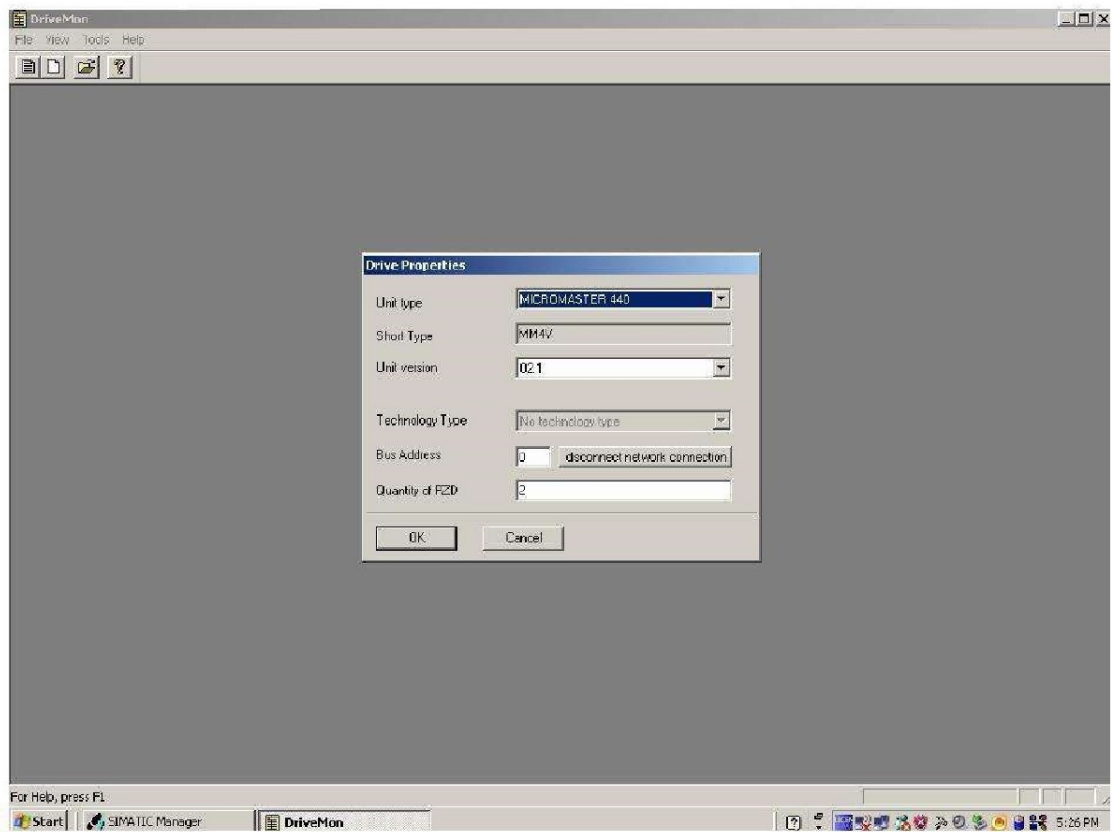 DriveMon
File View Tools Help
Drive Properties
Unit type MICROMASTER 440
Short Type MM4V
Unit version 02.1
Technology Type No technology type
Bus Address 0 disconnect network connection
Quantity of PZD 2
OK Cancel
For Help, press F1
Start SIMATIC Manager DriveMon 5:26 PM